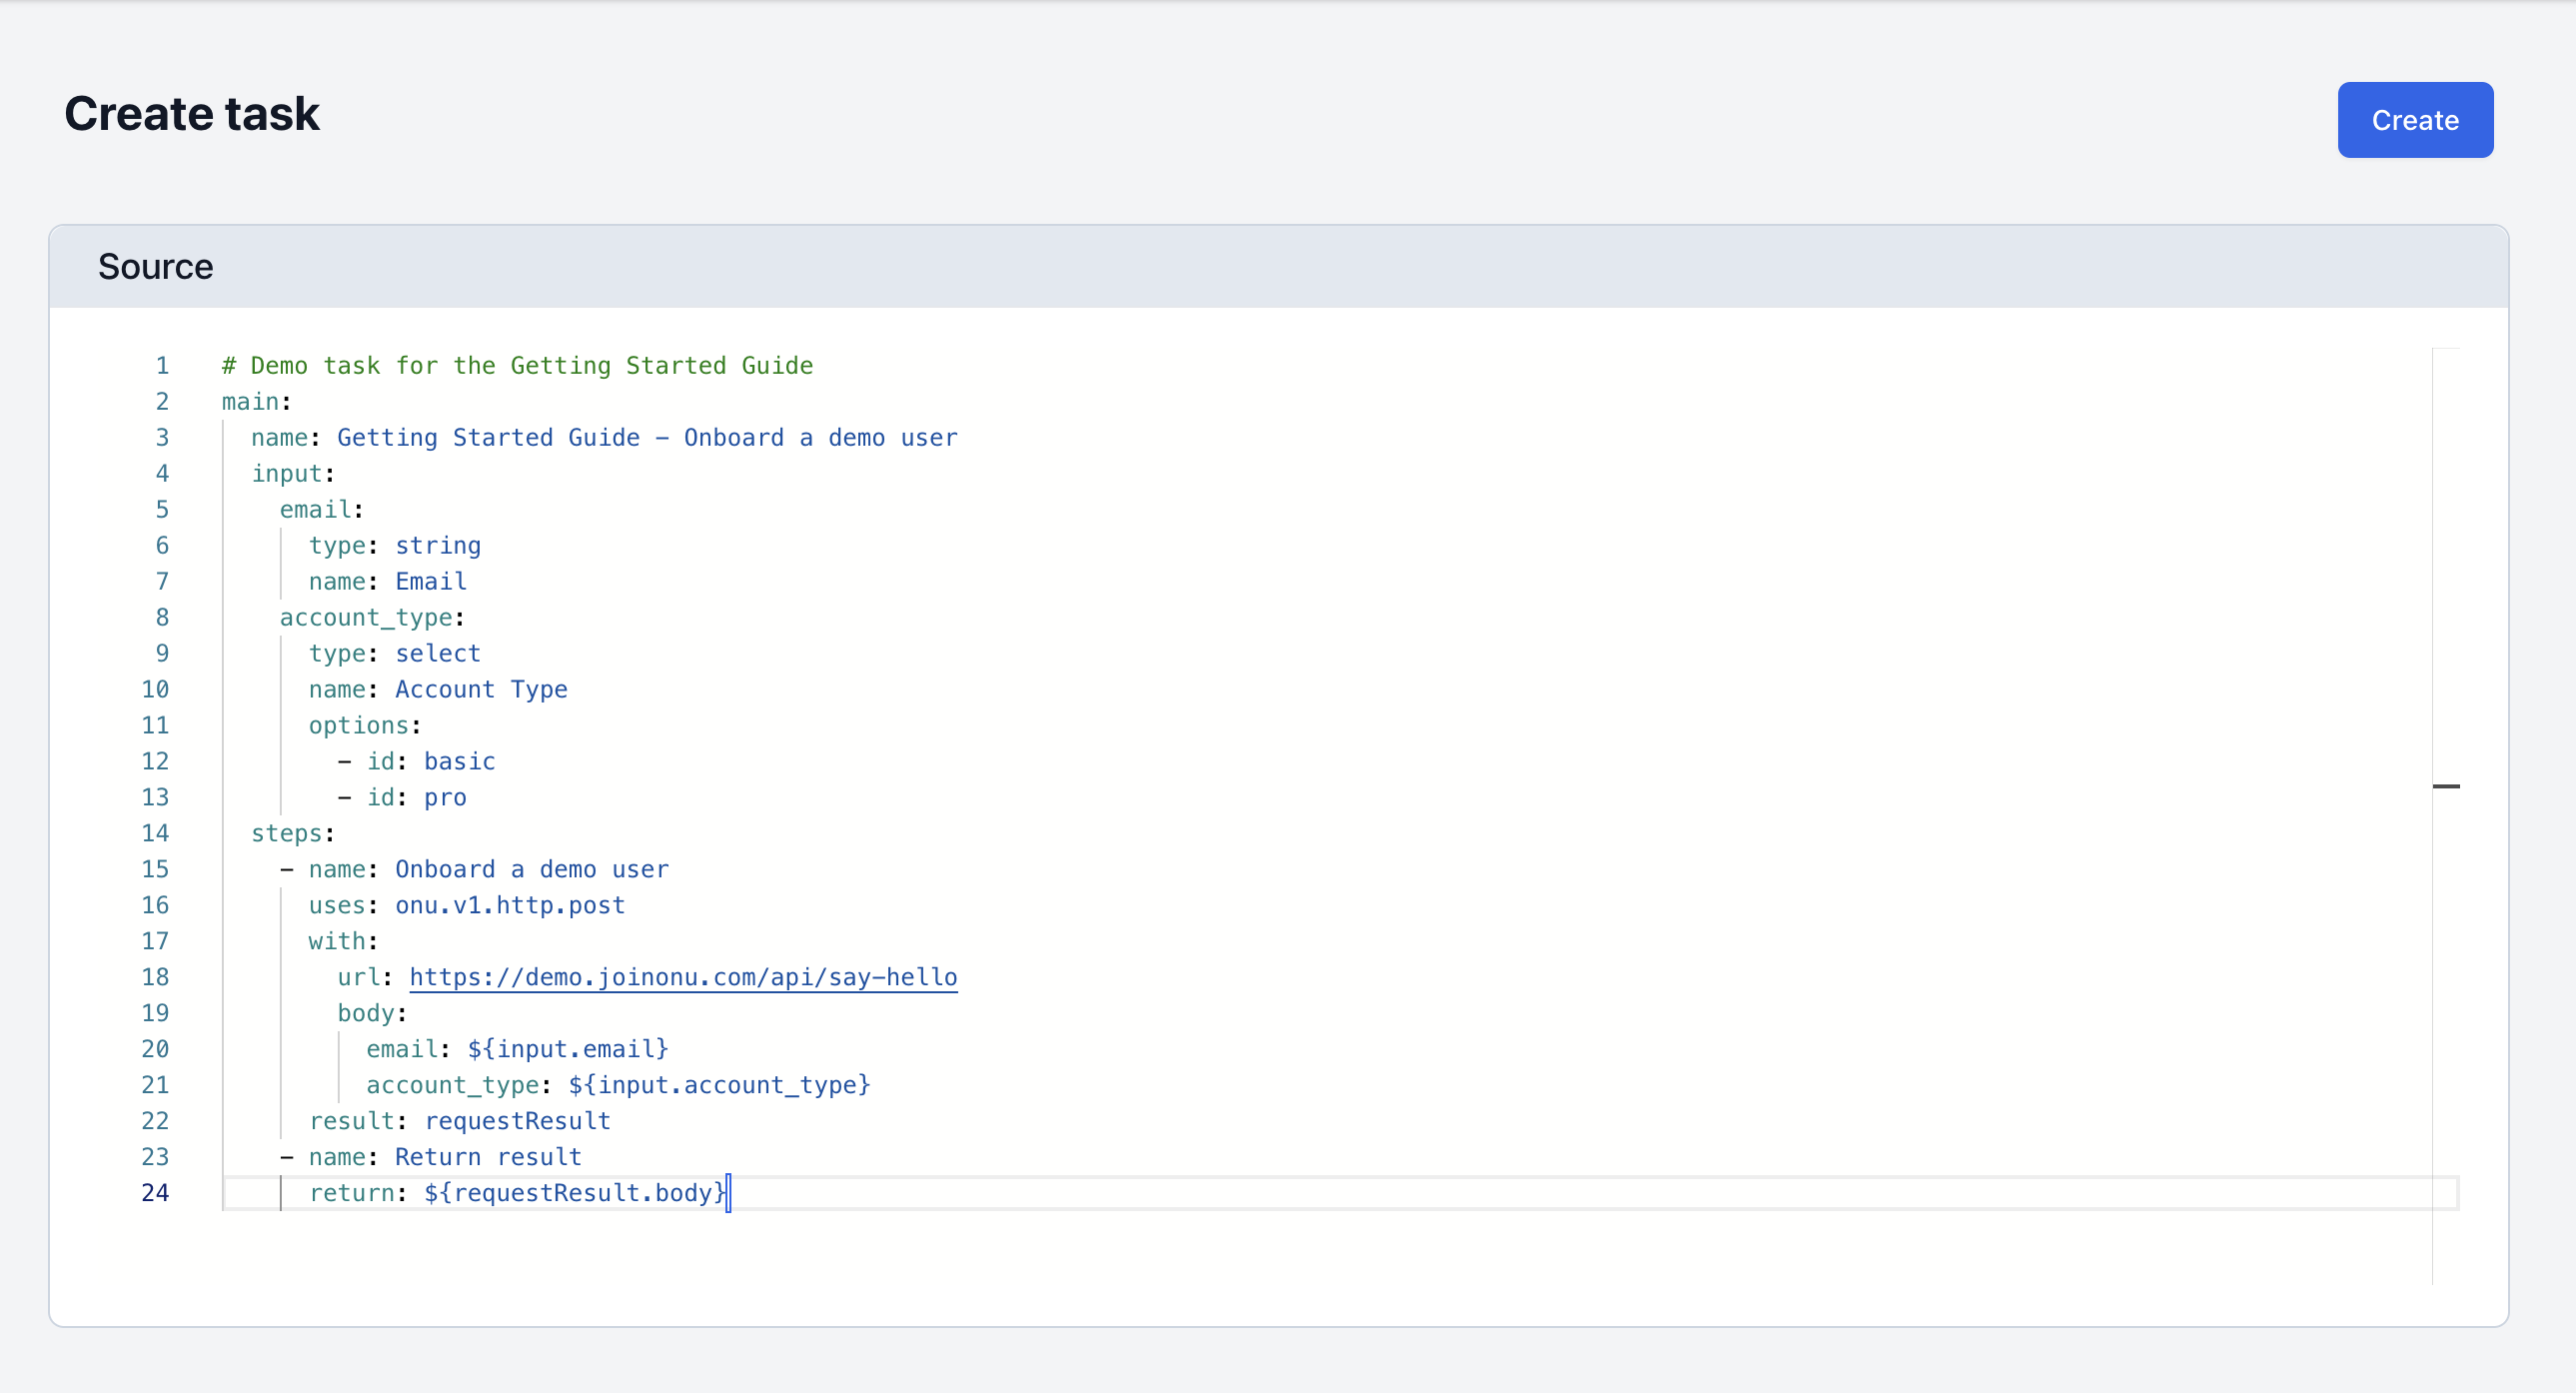 Create task
Create
Source
1 # Demo task for the Getting Started Guide
2 main:
3   name: Getting Started Guide - Onboard a demo user
4   input:
5     email:
6       type: string
7       name: Email
8     account_type:
9       type: select
10       name: Account Type
11       options:
12         - id: basic
13         - id: pro
14   steps:
15     - name: Onboard a demo user
16       uses: onu.v1.http.post
17       with:
18         url: https://demo.joinonu.com/api/say-hello
19         body:
20           email: ${input.email}
21           account_type: ${input.account_type}
22       result: requestResult
23     - name: Return result
24       return: ${requestResult.body}